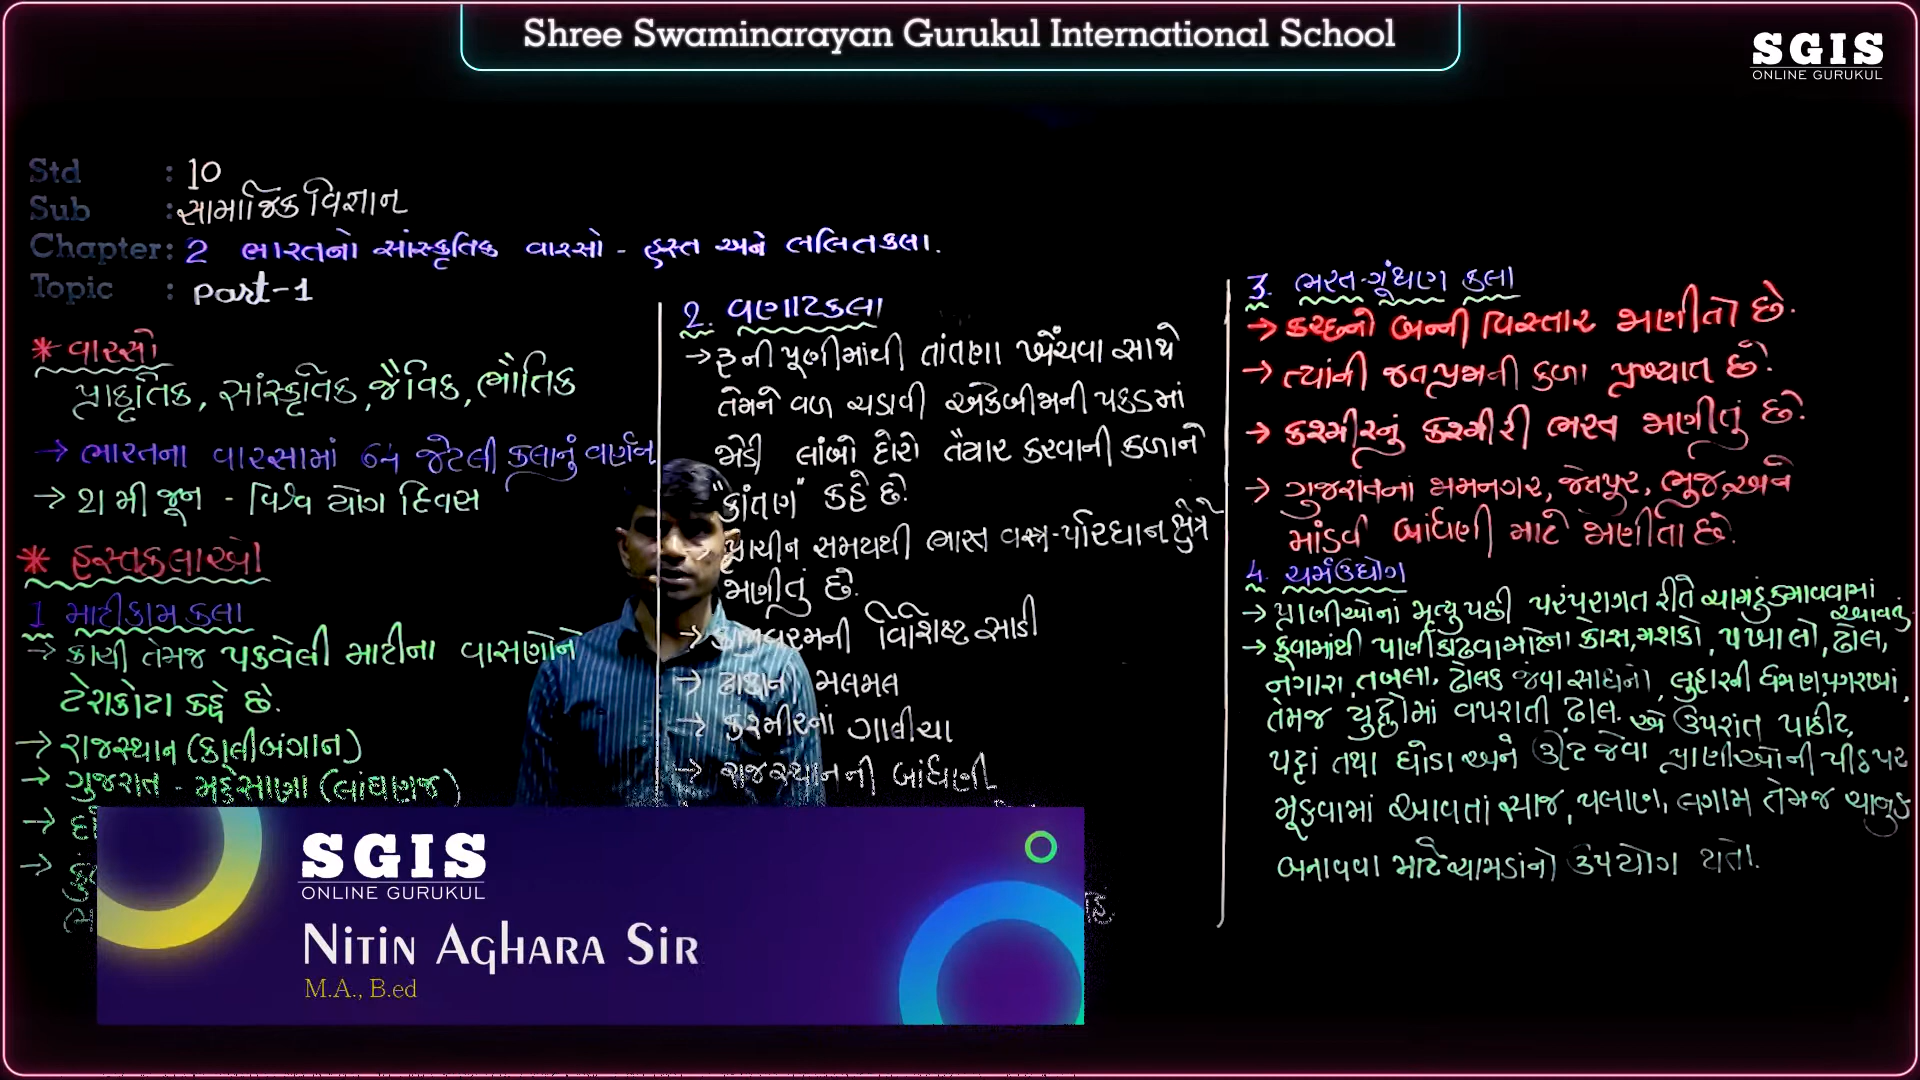 Shree Swaminarayan Gurukul International School
SGIS
ONLINE GURUKUL
Std : 10
Sub : સામાજિક વિજ્ઞાન
Chapter : 2 ભારતનો સાંસ્કૃતિક વારસો - હસ્ત અને લલિતકલા.
Topic : Part-1
* વારસો
પ્રાકૃતિક, સાંસ્કૃતિક, જૈવિક, ભૌતિક
→ ભારતના વારસામાં 64 જેટલી કલાનું વર્ણન
→ 21 મી જૂન - વિશ્વ યોગ દિવસ
* હસ્તકલાઓ
1 માટીકામ કલા
→ કાચી તેમજ પકવેલી માટીના વાસણોને
ટેરાકોટા કહે છે.
→ રાજસ્થાન (કાલીબંગાન)
→ ગુજરાત - મહેસાણા (લાંઘણજ)
2. વણાટકલા
→ રૂની પૂણીમાંથી તાંતણા ખેંચવા સાથે
તેમને વળ ચડાવી એકબીજાની પકડમાં
જોડી લાંબો દોરો તૈયાર કરવાની કળાને
"કાંતણ" કહે છે.
→ પ્રાચીન સમયથી ભારત વસ્ત્ર-પરિધાન ક્ષેત્રે
જાણીતું છે.
→ વિશિષ્ટ સાડી
→ ઢાકાની મલમલ
→ કશ્મીરના ગાલીચા
→ રાજસ્થાનની બાંધણી
3. ભરત-ગૂંથણ કલા
→ કચ્છનો બન્ની વિસ્તાર જાણીતો છે.
→ ત્યાંની જતપ્રજાની કળા પ્રખ્યાત છે.
→ કશ્મીરનું કશ્મીરી ભરત જાણીતું છે.
→ ગુજરાતના જામનગર, જેતપુર, ભુજ, અને
માંડવી બાંધણી માટે જાણીતા છે.
4. ચર્મઉદ્યોગ
→ પ્રાણીઓનાં મૃત્યુ પછી પરંપરાગત રીતે ચામડું કમાવવામાં
આવતું
→ કૂવામાંથી પાણી કાઢવા માટેના કોસ, મશકો, પખાલો, ઢોલ,
નગારા, તબલા, ઢોલક જેવા સાધનો, લુહારની ધમણ, પગરખાં,
તેમજ યુદ્ધોમાં વપરાતી ઢાલ. એ ઉપરાંત પાકીટ,
પટ્ટાં તથા ઘોડા અને ઊંટ જેવા પ્રાણીઓની પીઠ પર
મૂકવામાં આવતાં સાજ, પલાણ, લગામ તેમજ ચાબુક
બનાવવા માટે ચામડાંનો ઉપયોગ થતો.
SGIS
ONLINE GURUKUL
Nitin Aghara Sir
M.A., B.ed